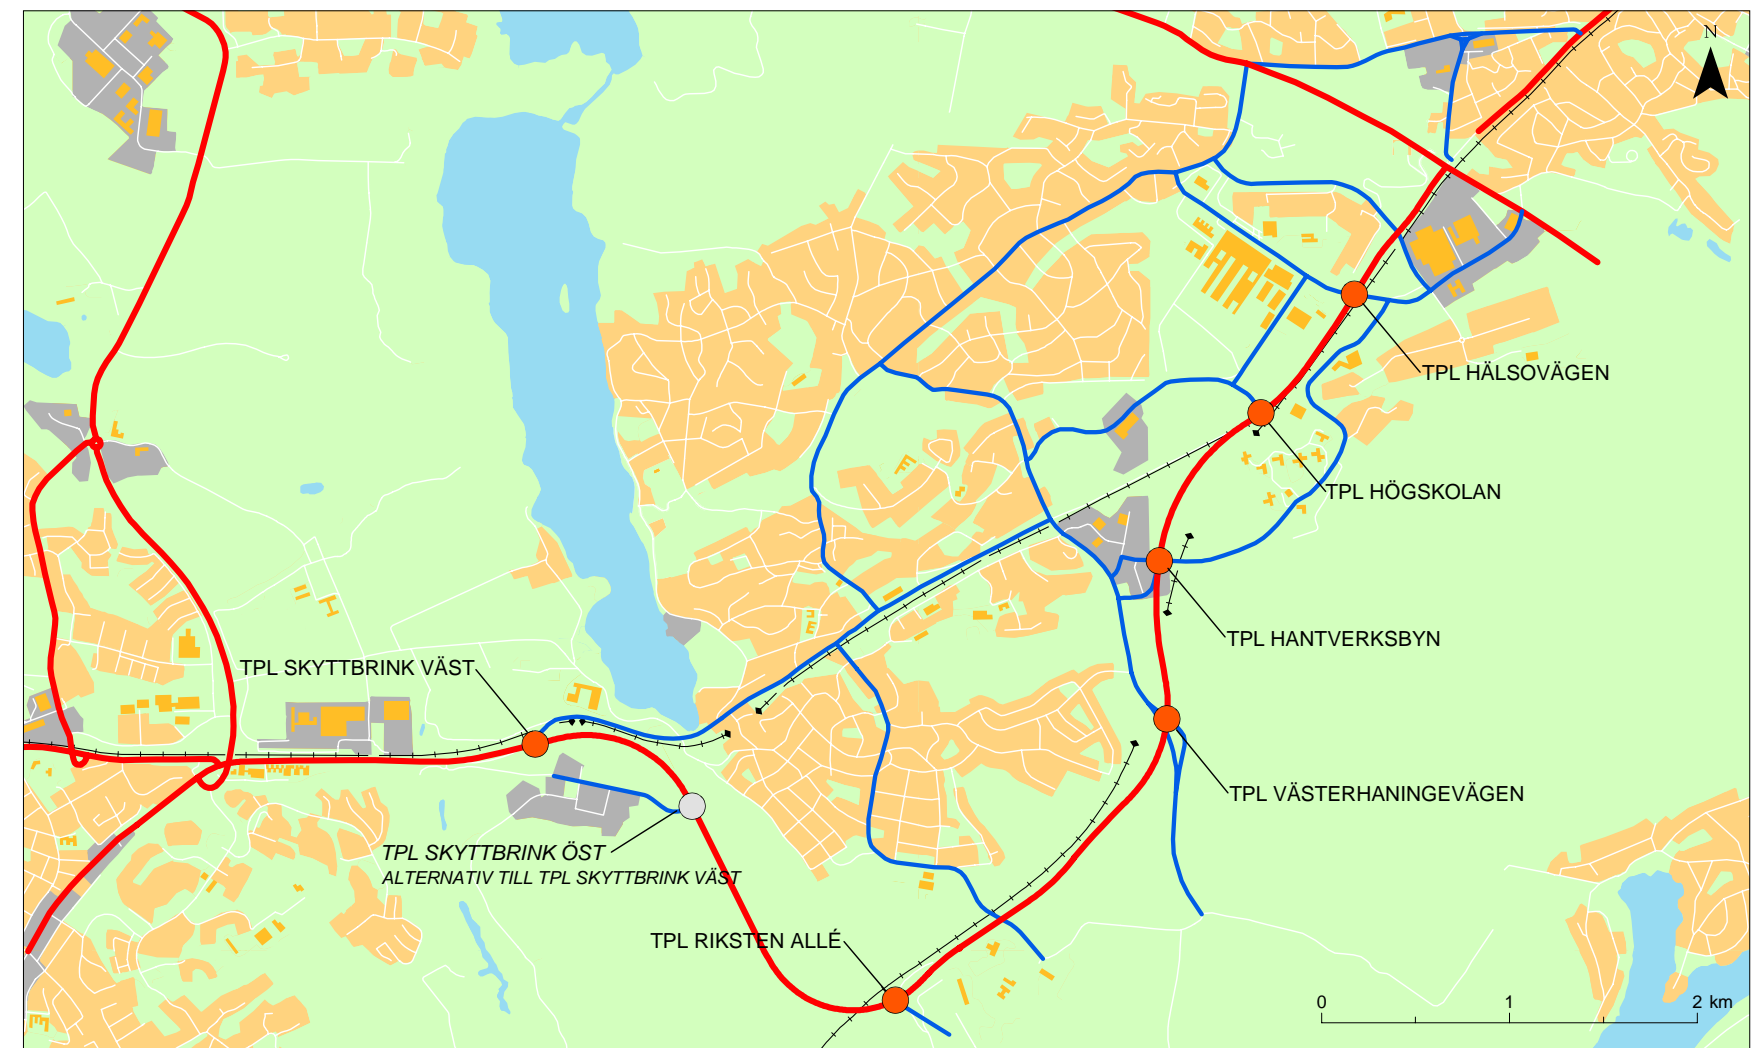 N
TPL HÄLSOVÄGEN
TPL HÖGSKOLAN
TPL HANTVERKSBYN
TPL SKYTTBRINK VÄST
TPL VÄSTERHANINGEVÄGEN
TPL SKYTTBRINK ÖST
ALTERNATIV TILL TPL SKYTTBRINK VÄST
TPL RIKSTEN ALLÉ
0 1 2 km